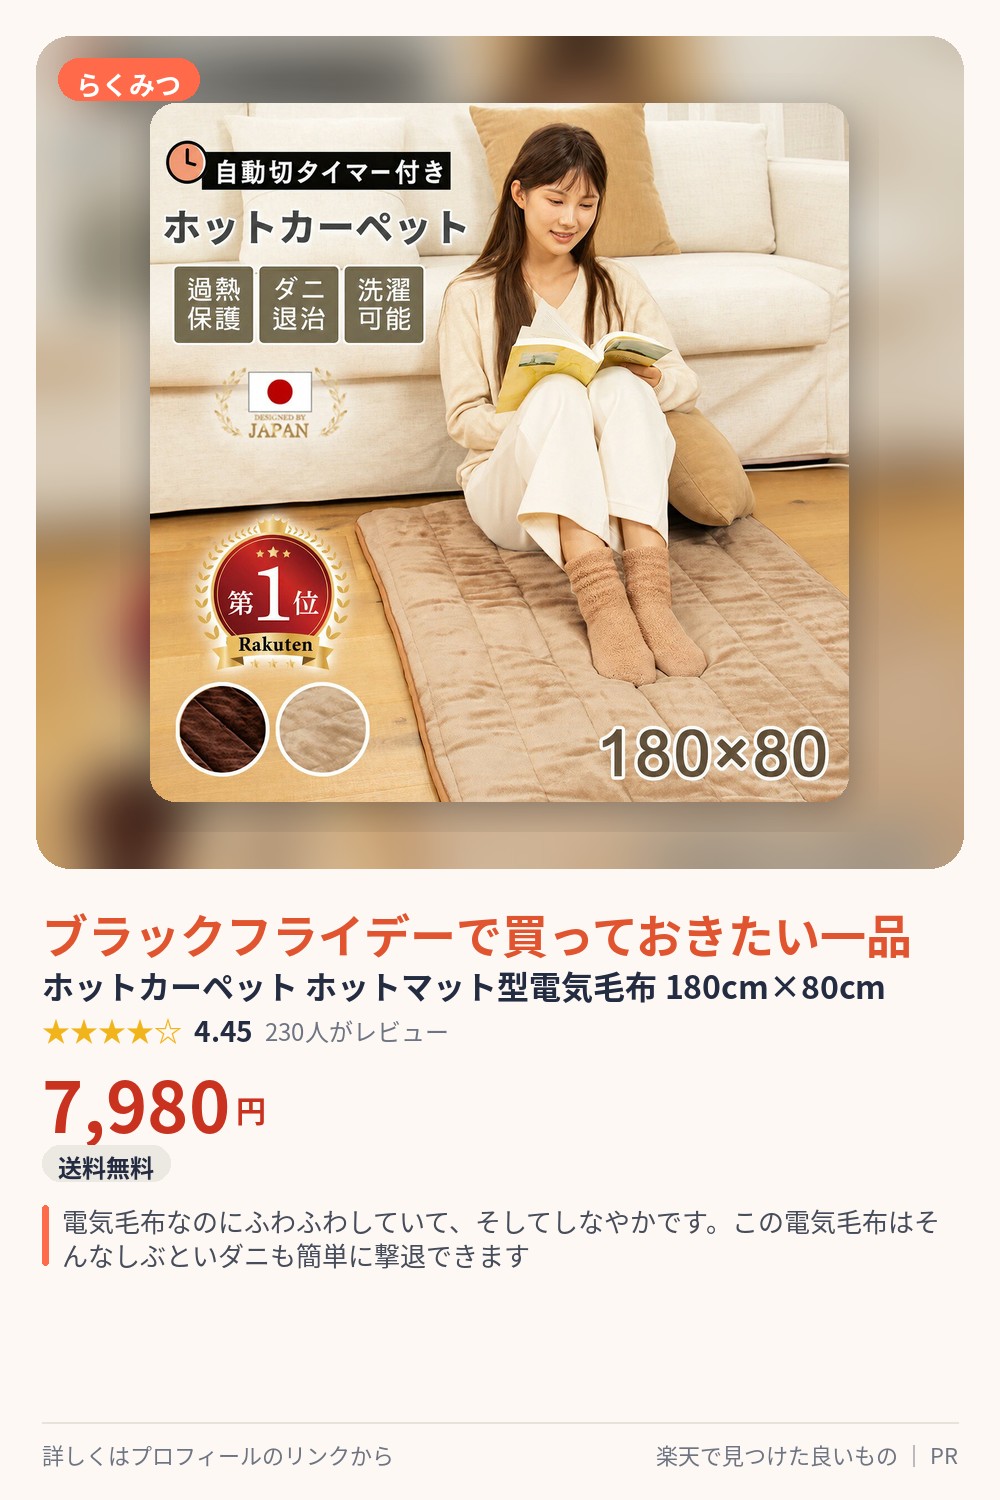 らくみつ
自動切タイマー付き
ホットカーペット
過熱
保護
ダニ
退治
洗濯
可能
DESIGNED BY
JAPAN
第1位
Rakuten
180×80
ブラックフライデーで買っておきたい一品
ホットカーペット ホットマット型電気毛布 180cm×80cm
★★★★☆ 4.45 230人がレビュー
7,980円
送料無料
電気毛布なのにふわふわしていて、そしてしなやかです。この電気毛布はそ
んなしぶといダニも簡単に撃退できます
詳しくはプロフィールのリンクから
楽天で見つけた良いもの｜PR